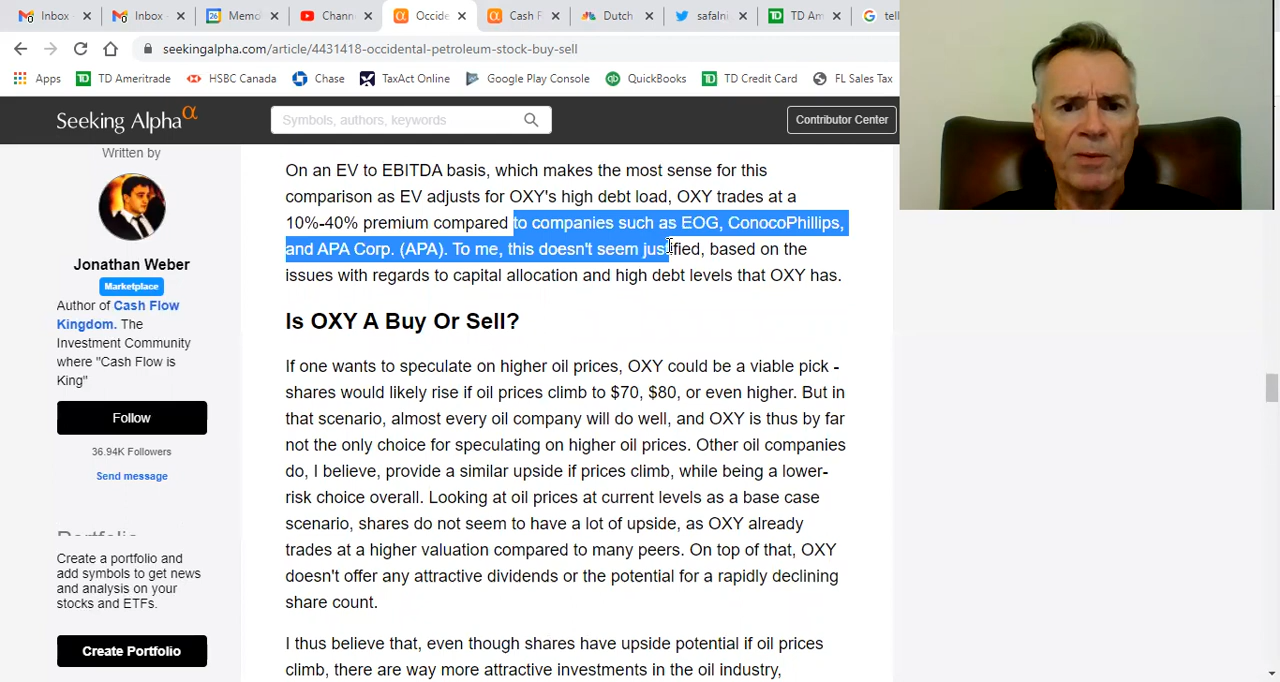 Inbox
Inbox
Channe
Occide
Cash F
Dutch
safalni
TD Am
tell
seekingalpha.com/article/4431418-occidental-petroleum-stock-buy-sell
Apps
TD Ameritrade
HSBC Canada
Chase
TaxAct Online
Google Play Console
QuickBooks
TD Credit Card
FL Sales Tax
Seeking Alpha α
Symbols, authors, keywords
Contributor Center
Written by
Jonathan Weber
Marketplace
Author of Cash Flow
Kingdom. The
Investment Community
where "Cash Flow is
King"
Follow
36.94K Followers
Send message
Portfolio
Create a portfolio and
add symbols to get news
and analysis on your
stocks and ETFs.
Create Portfolio
On an EV to EBITDA basis, which makes the most sense for this
comparison as EV adjusts for OXY's high debt load, OXY trades at a
10%-40% premium compared to companies such as EOG, ConocoPhillips,
and APA Corp. (APA). To me, this doesn't seem justified, based on the
issues with regards to capital allocation and high debt levels that OXY has.
Is OXY A Buy Or Sell?
If one wants to speculate on higher oil prices, OXY could be a viable pick -
shares would likely rise if oil prices climb to $70, $80, or even higher. But in
that scenario, almost every oil company will do well, and OXY is thus by far
not the only choice for speculating on higher oil prices. Other oil companies
do, I believe, provide a similar upside if prices climb, while being a lower-
risk choice overall. Looking at oil prices at current levels as a base case
scenario, shares do not seem to have a lot of upside, as OXY already
trades at a higher valuation compared to many peers. On top of that, OXY
doesn't offer any attractive dividends or the potential for a rapidly declining
share count.
I thus believe that, even though shares have upside potential if oil prices
climb, there are way more attractive investments in the oil industry,